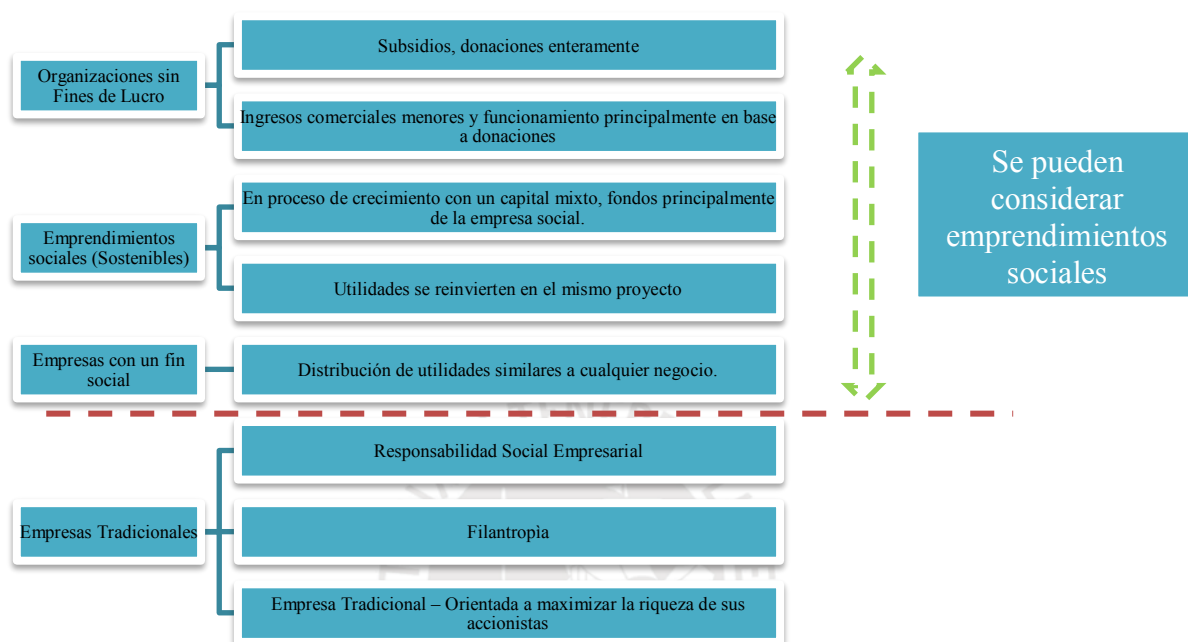 Organizaciones sin
Fines de Lucro
Subsidios, donaciones enteramente
Ingresos comerciales menores y funcionamiento principalmente en base
a donaciones
Emprendimientos
sociales (Sostenibles)
En proceso de crecimiento con un capital mixto, fondos principalmente
de la empresa social.
Utilidades se reinvierten en el mismo proyecto
Empresas con un fin
social
Distribución de utilidades similares a cualquier negocio.
Se pueden
considerar
emprendimientos
sociales
Empresas Tradicionales
Responsabilidad Social Empresarial
Filantropìa
Empresa Tradicional – Orientada a maximizar la riqueza de sus
accionistas